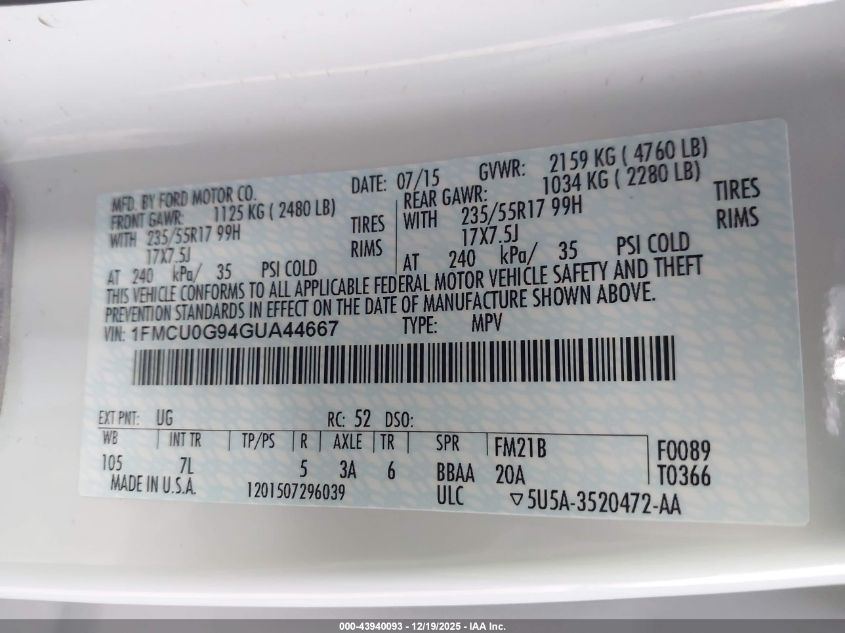 MFD. BY FORD MOTOR CO.
DATE: 07/15 GVWR: 2159 KG ( 4760 LB)
FRONT GAWR: 1125 KG ( 2480 LB)
WITH 235/55R17 99H TIRES
17X7.5J RIMS
AT 240 kPa/ 35 PSI COLD
REAR GAWR: 1034 KG ( 2280 LB)
WITH 235/55R17 99H TIRES
17X7.5J RIMS
AT 240 kPa/ 35 PSI COLD
THIS VEHICLE CONFORMS TO ALL APPLICABLE FEDERAL MOTOR VEHICLE SAFETY AND THEFT
PREVENTION STANDARDS IN EFFECT ON THE DATE OF MANUFACTURE SHOWN ABOVE.
VIN: 1FMCU0G94GUA44667 TYPE: MPV
EXT PNT: UG RC: 52 DSO:
WB INT TR TP/PS R AXLE TR SPR FM21B F0089
105 7L 5 3A 6 BBAA 20A T0366
MADE IN U.S.A. 1201507296039 ULC ▽5U5A-3520472-AA
000-43940093 - 12/19/2025 - IAA Inc.